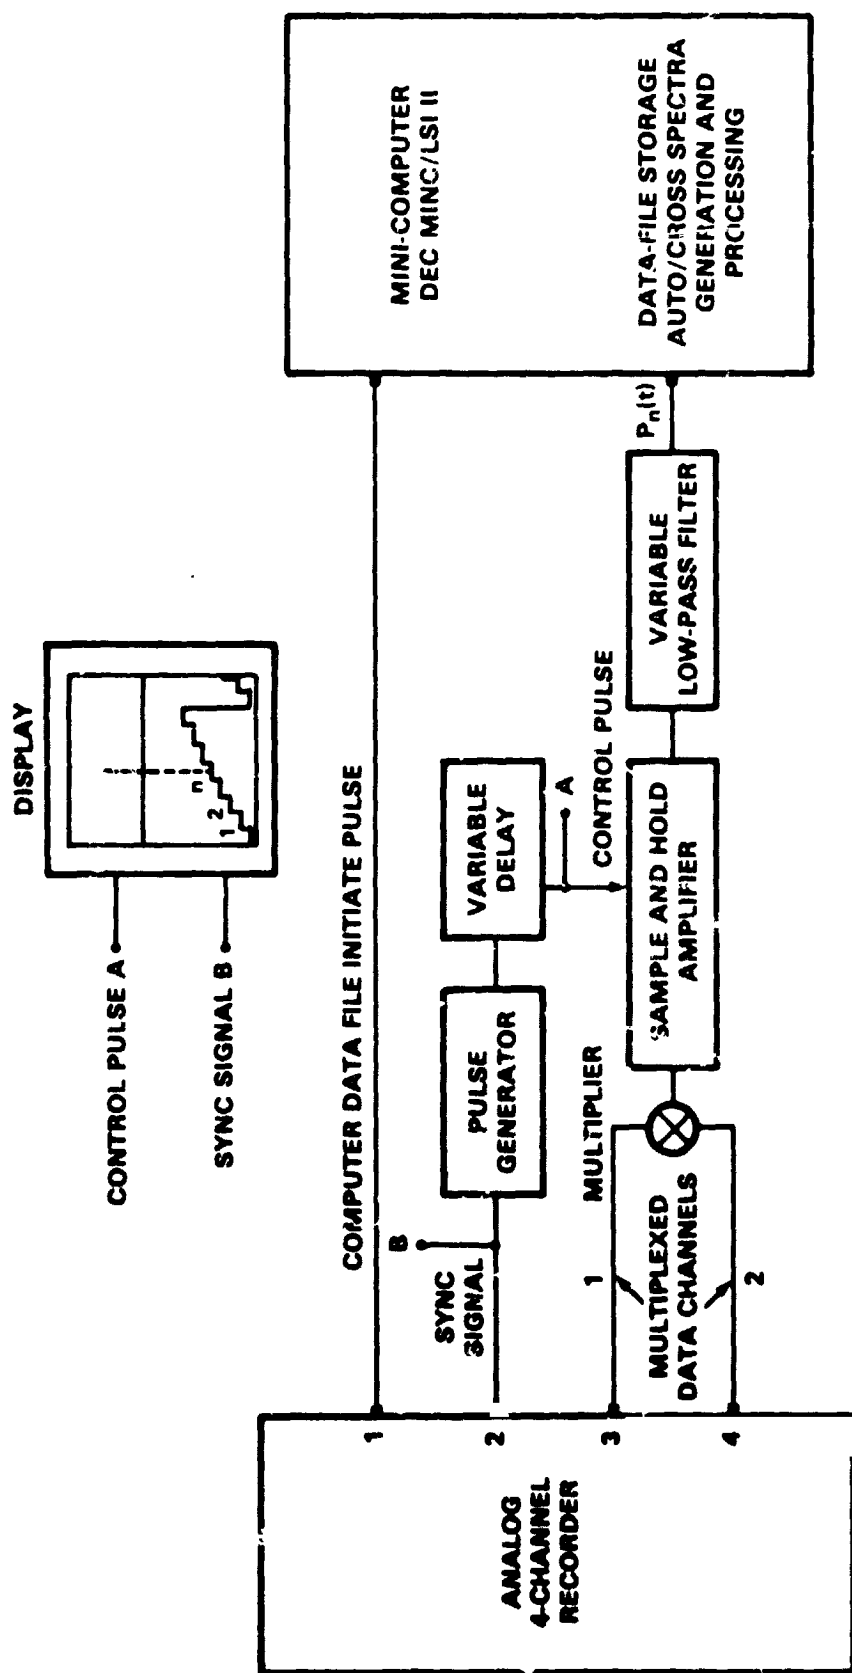 DISPLAY
1
2
n
CONTROL PULSE A
SYNC SIGNAL B
COMPUTER DATA FILE INITIATE PULSE
MINI-COMPUTER
DEC MINC/LSI II
DATA-FILE STORAGE
AUTO/CROSS SPECTRA
GENERATION AND
PROCESSING
ANALOG
4-CHANNEL
RECORDER
1
2
3
4
B
SYNC
SIGNAL
PULSE
GENERATOR
VARIABLE
DELAY
A
CONTROL PULSE
MULTIPLIER
1
MULTIPLEXED
DATA CHANNELS
2
SAMPLE AND HOLD
AMPLIFIER
VARIABLE
LOW-PASS FILTER
Pn(t)